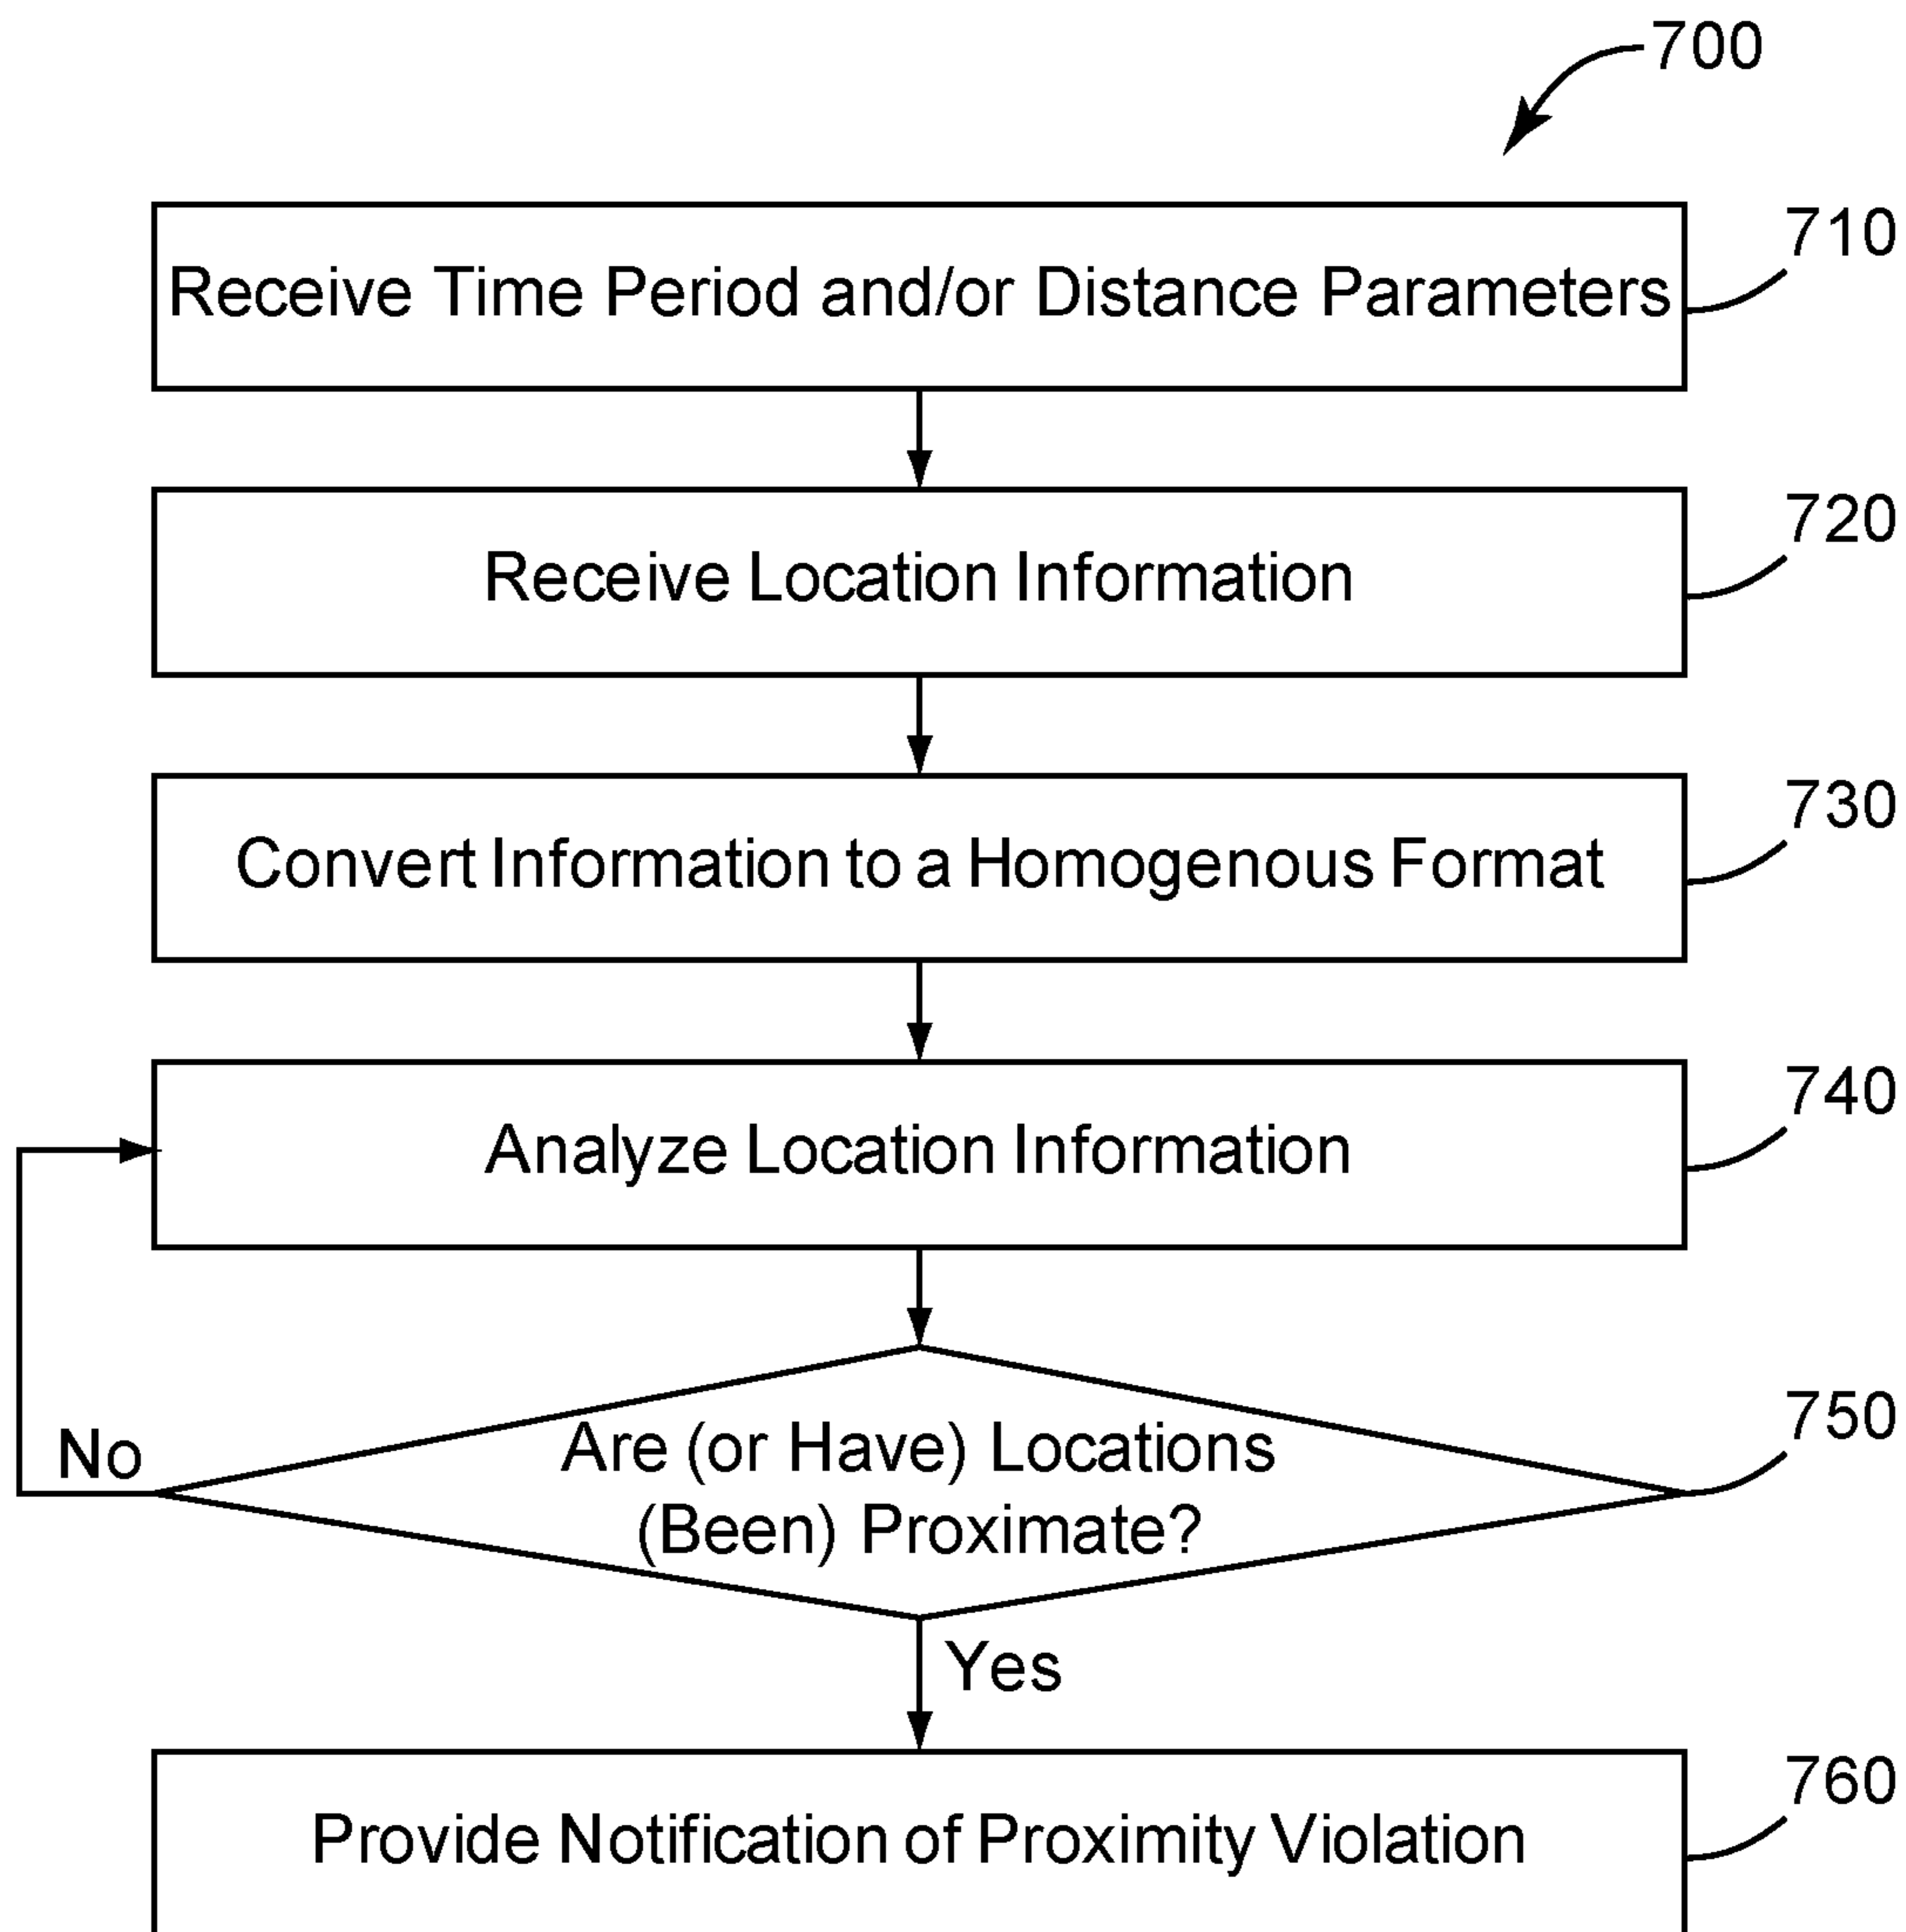 700
710
Receive Time Period and/or Distance Parameters
720
Receive Location Information
730
Convert Information to a Homogenous Format
740
Analyze Location Information
750
Are (or Have) Locations
(Been) Proximate?
No
Yes
760
Provide Notification of Proximity Violation